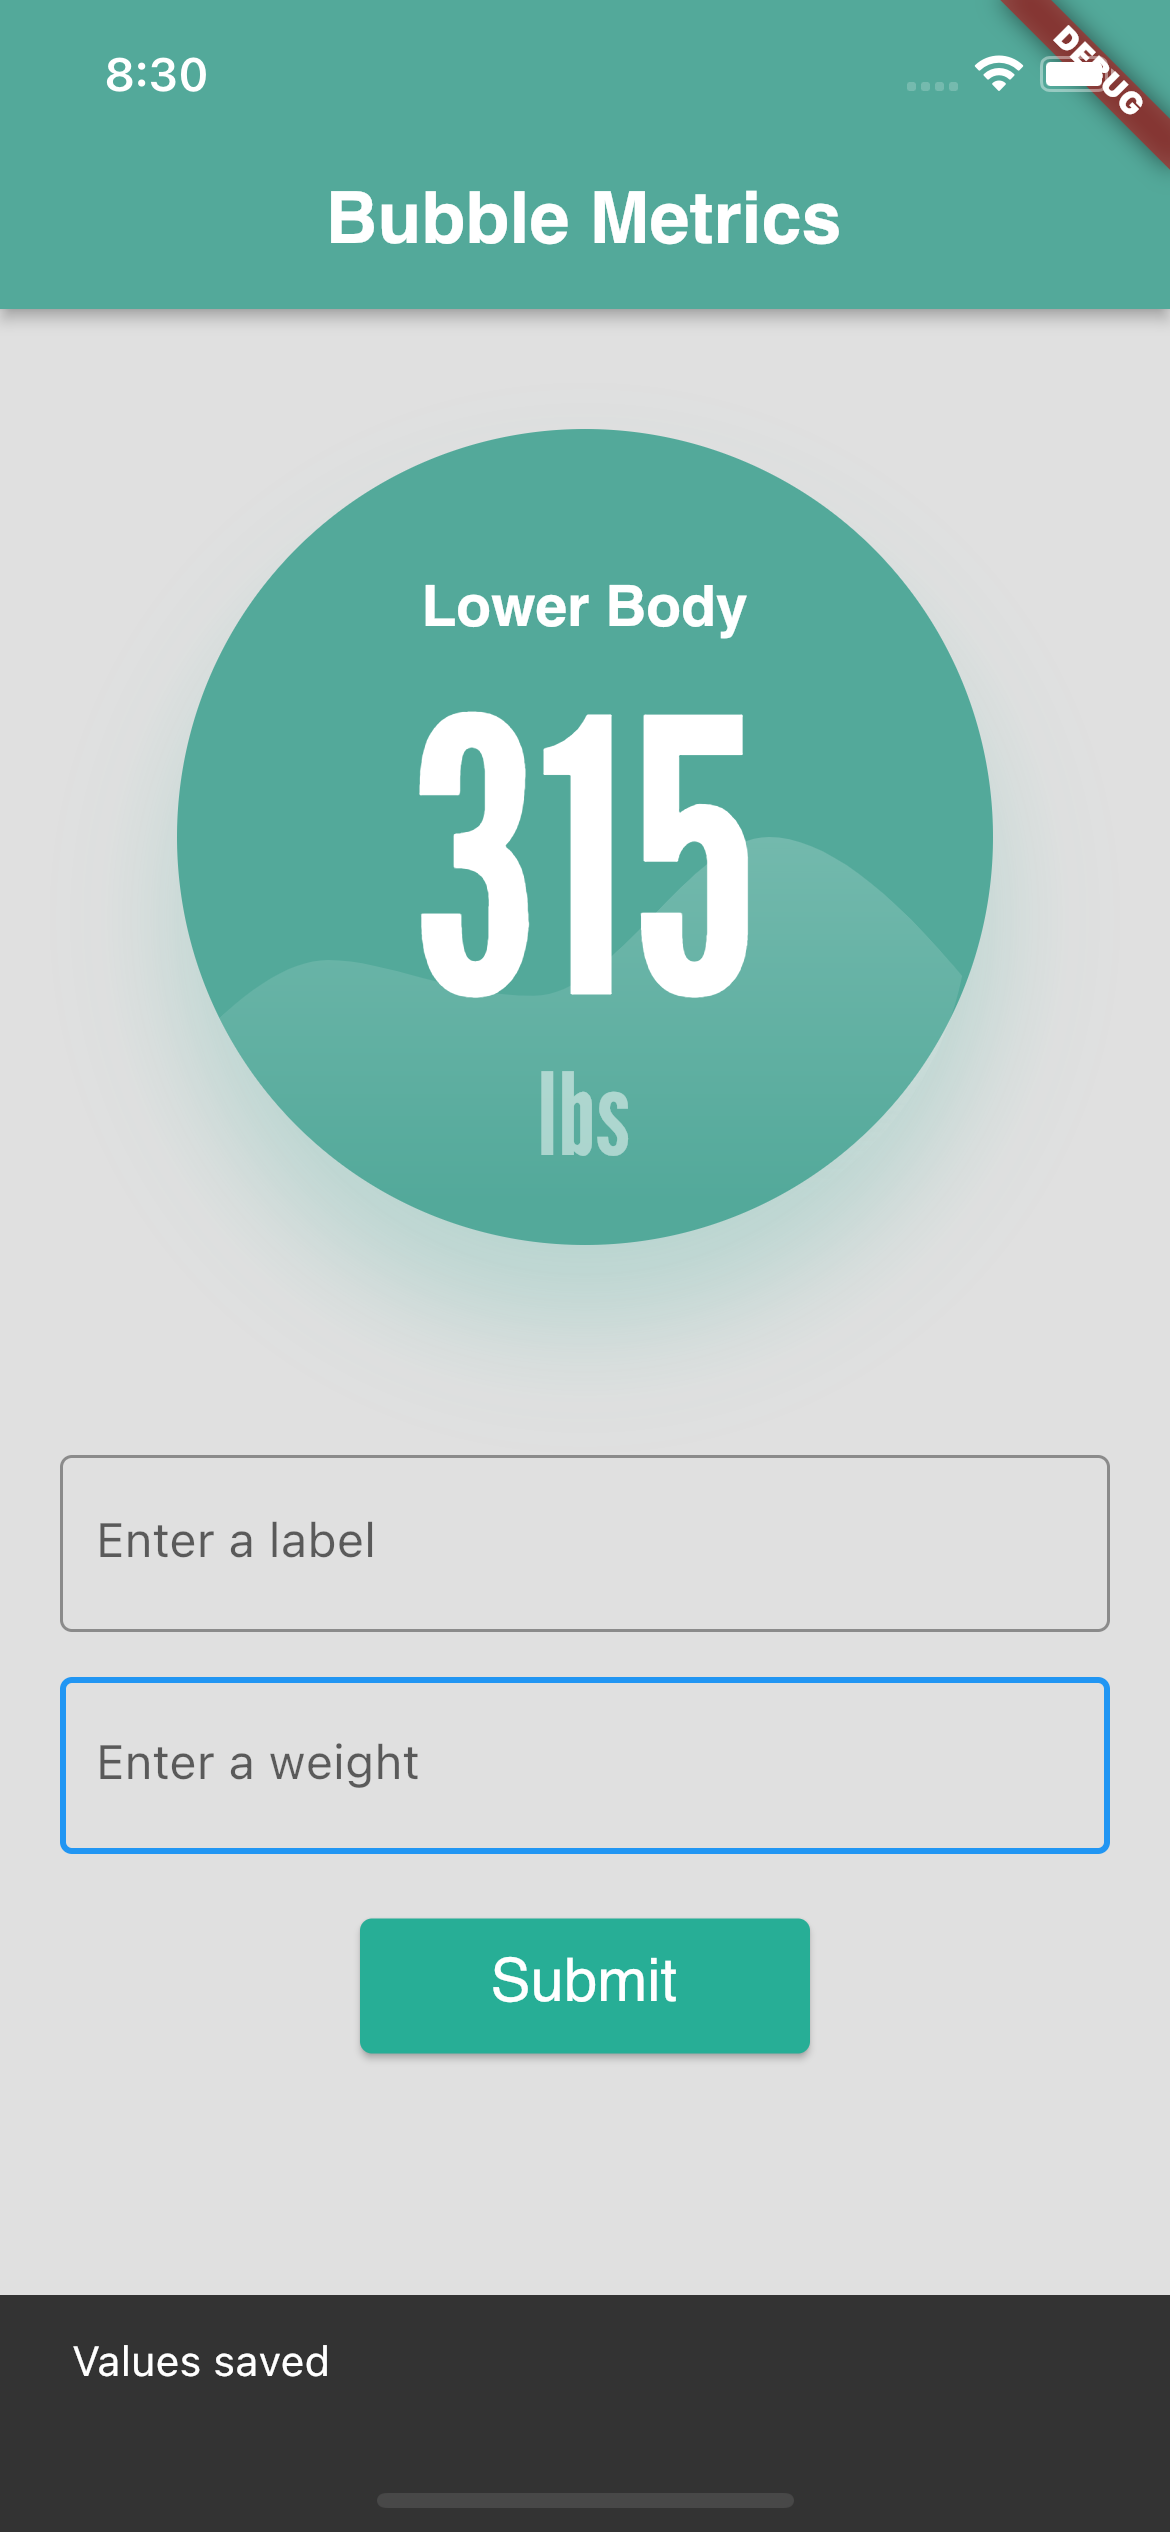 8:30
DEBUG
Bubble Metrics
Lower Body
315
lbs
Enter a label
Enter a weight
Submit
Values saved